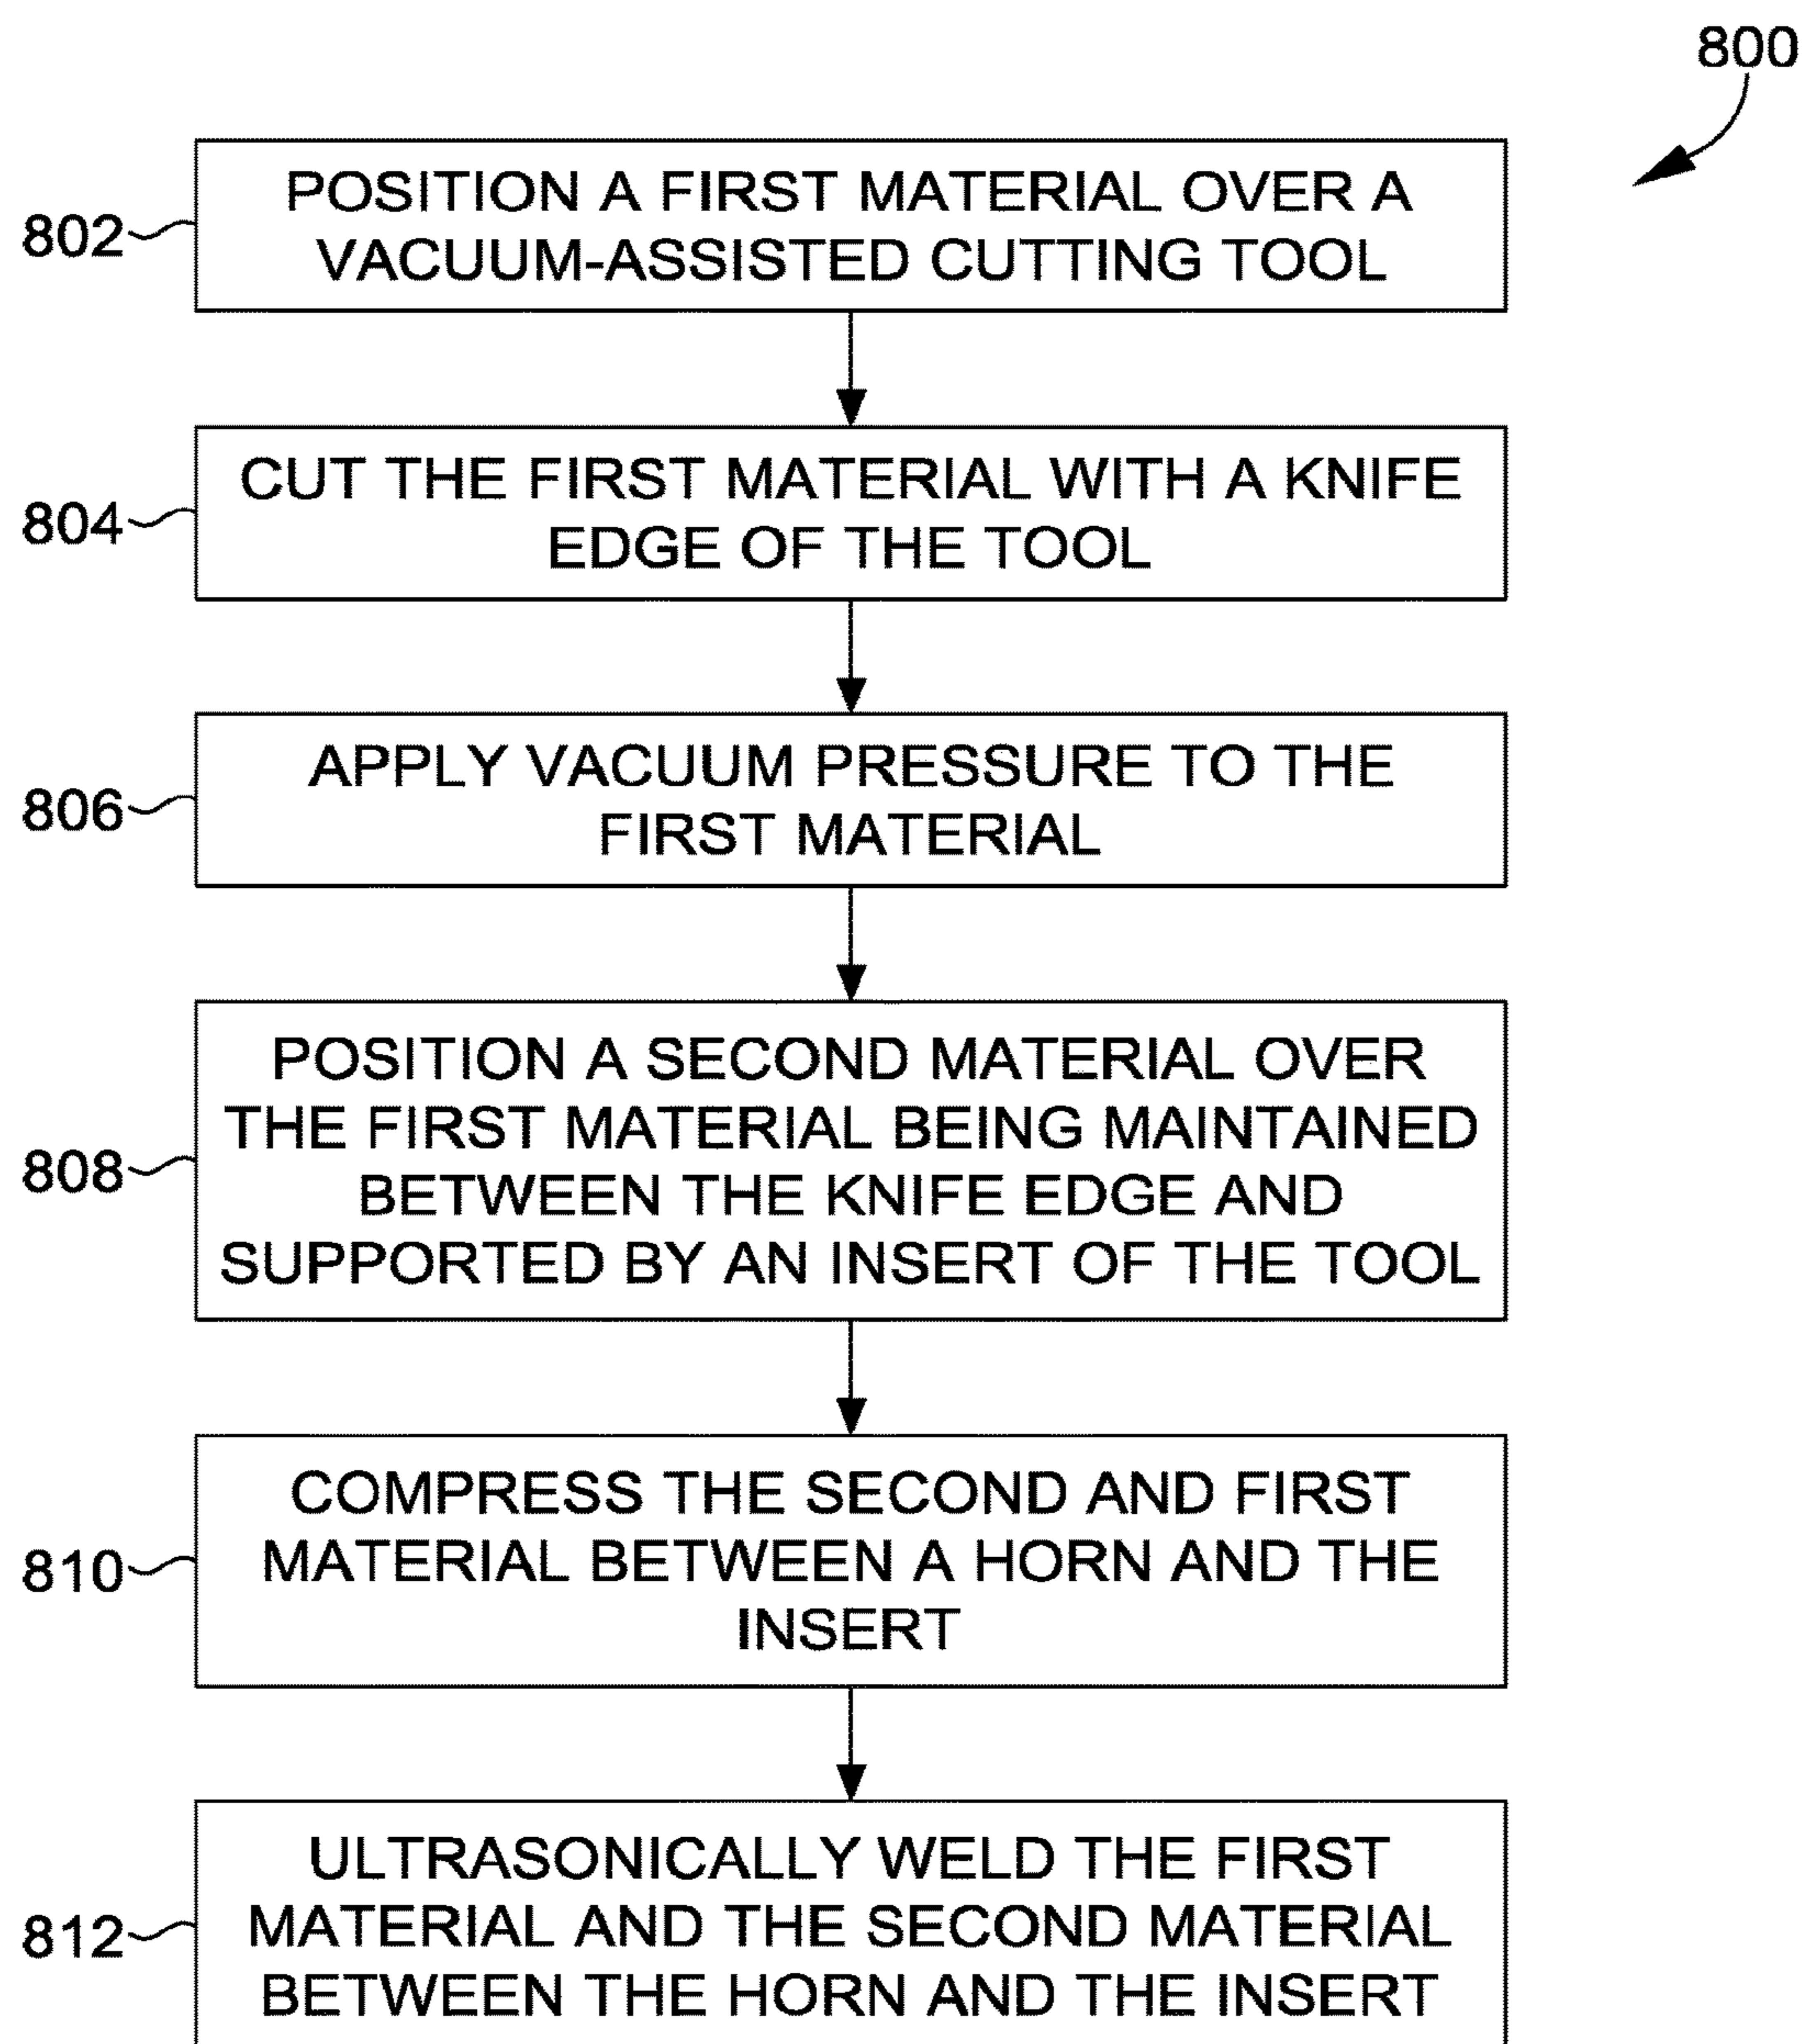 800
802
POSITION A FIRST MATERIAL OVER A
VACUUM-ASSISTED CUTTING TOOL
804
CUT THE FIRST MATERIAL WITH A KNIFE
EDGE OF THE TOOL
806
APPLY VACUUM PRESSURE TO THE
FIRST MATERIAL
808
POSITION A SECOND MATERIAL OVER
THE FIRST MATERIAL BEING MAINTAINED
BETWEEN THE KNIFE EDGE AND
SUPPORTED BY AN INSERT OF THE TOOL
810
COMPRESS THE SECOND AND FIRST
MATERIAL BETWEEN A HORN AND THE
INSERT
812
ULTRASONICALLY WELD THE FIRST
MATERIAL AND THE SECOND MATERIAL
BETWEEN THE HORN AND THE INSERT